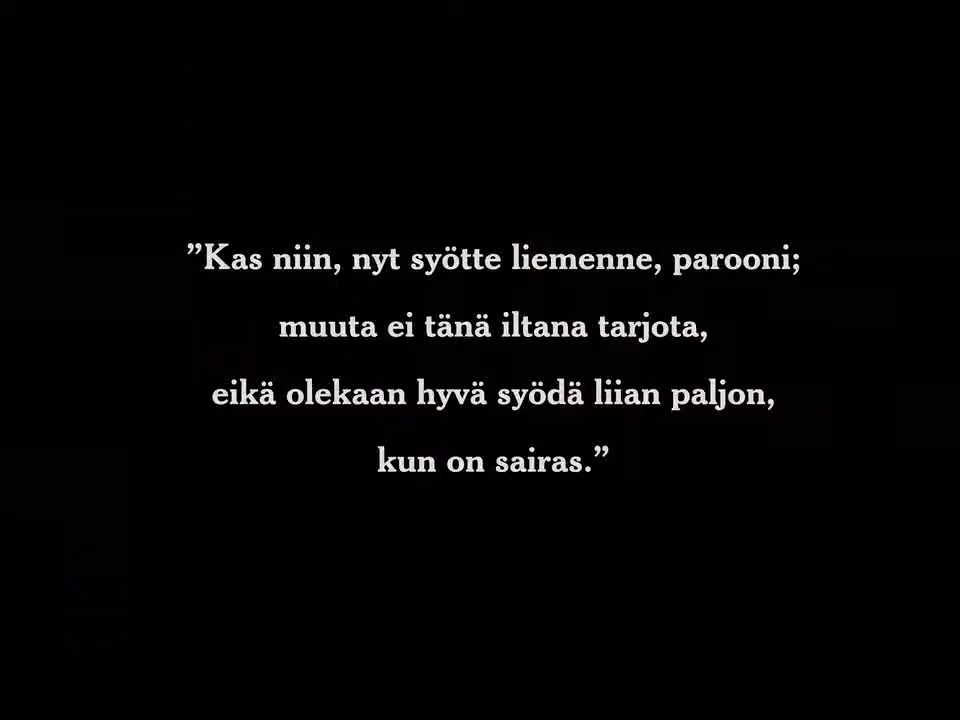 ”Kas niin, nyt syötte liemenne, parooni;
muuta ei tänä iltana tarjota,
eikä olekaan hyvä syödä liian paljon,
kun on sairas.”